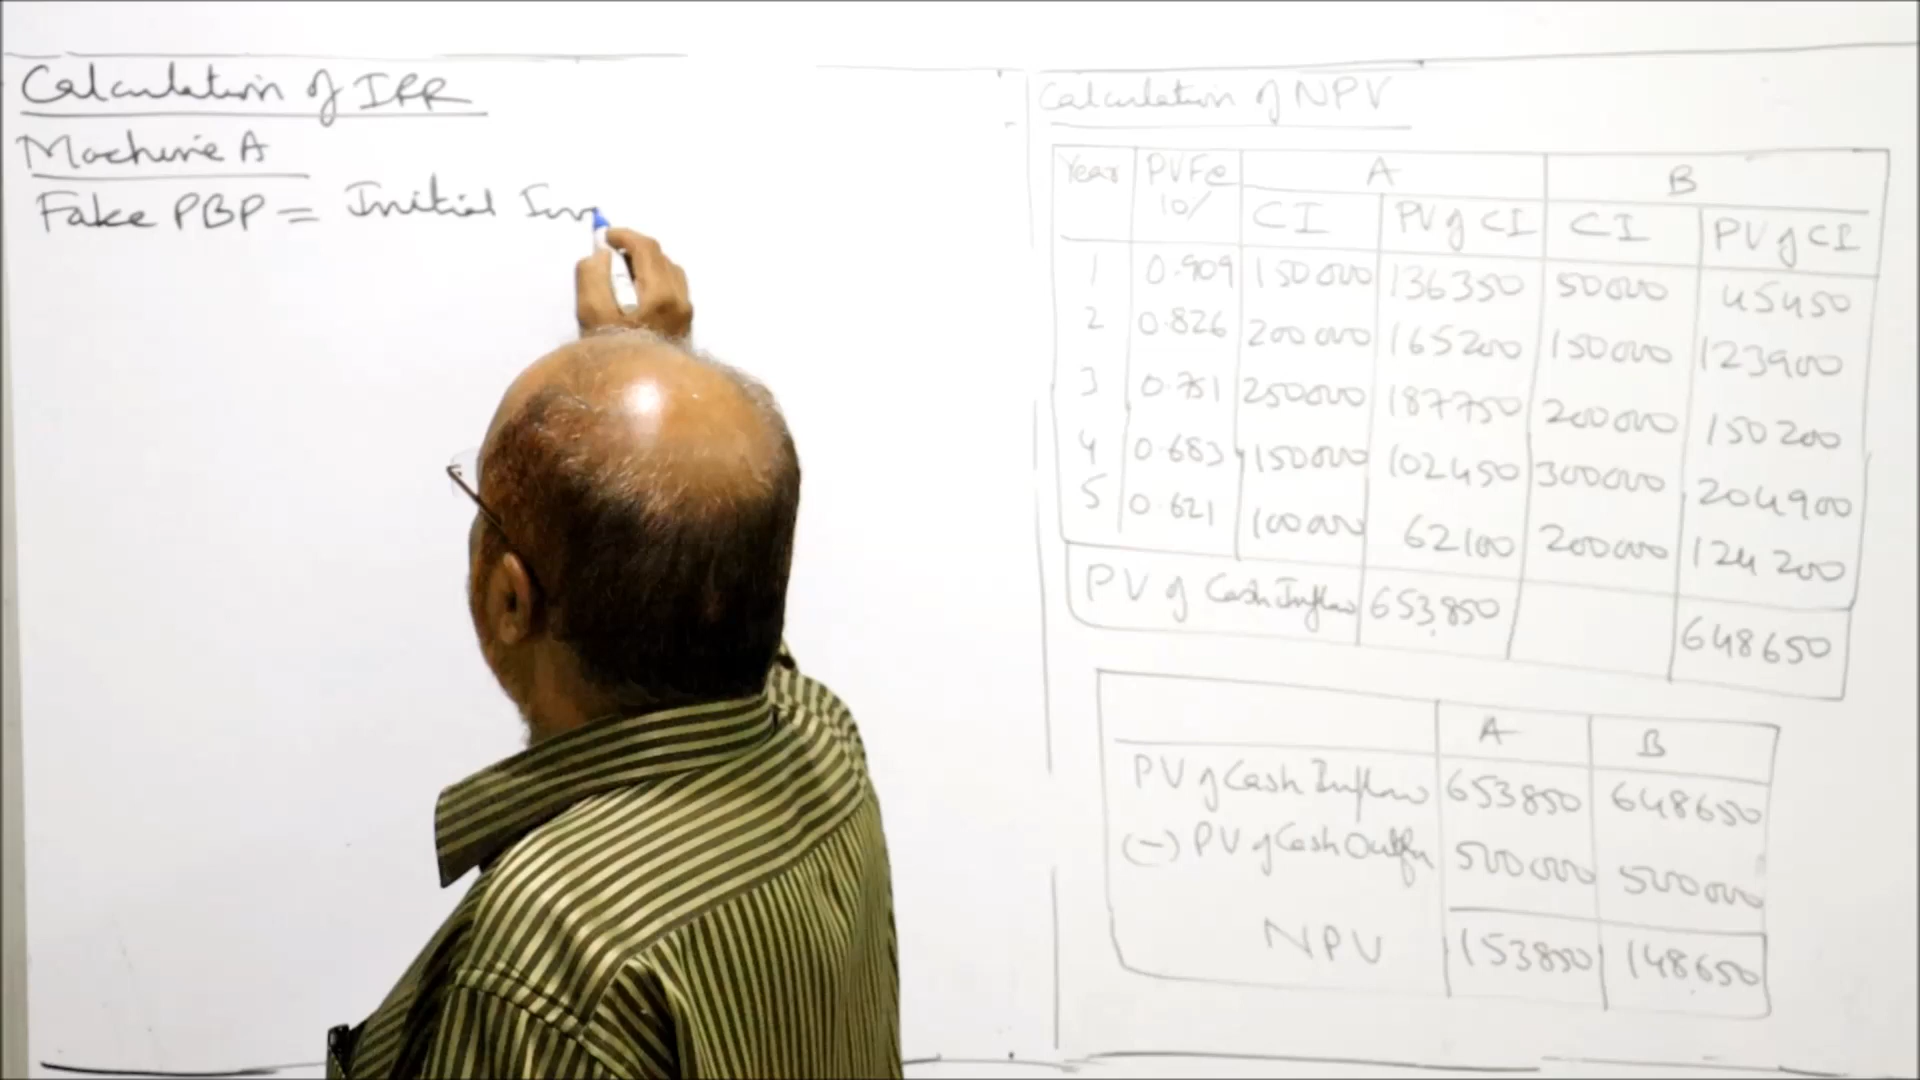 Calculation of IRR
Machine A
Fake PBP = Initial Inv
Calculation of NPV
Year PVF@ 10% A B
CI PV of CI CI PV of CI
1 0.909 150000 136350 50000 45450
2 0.826 200000 165200 150000 123900
3 0.751 250000 187750 200000 150200
4 0.683 150000 102450 300000 204900
5 0.621 100000 62100 200000 124200
PV of Cash Inflow 653850 648650
A B
PV of Cash Inflow 653850 648650
(-) PV of Cash Outflow 500000 500000
NPV 153850 148650